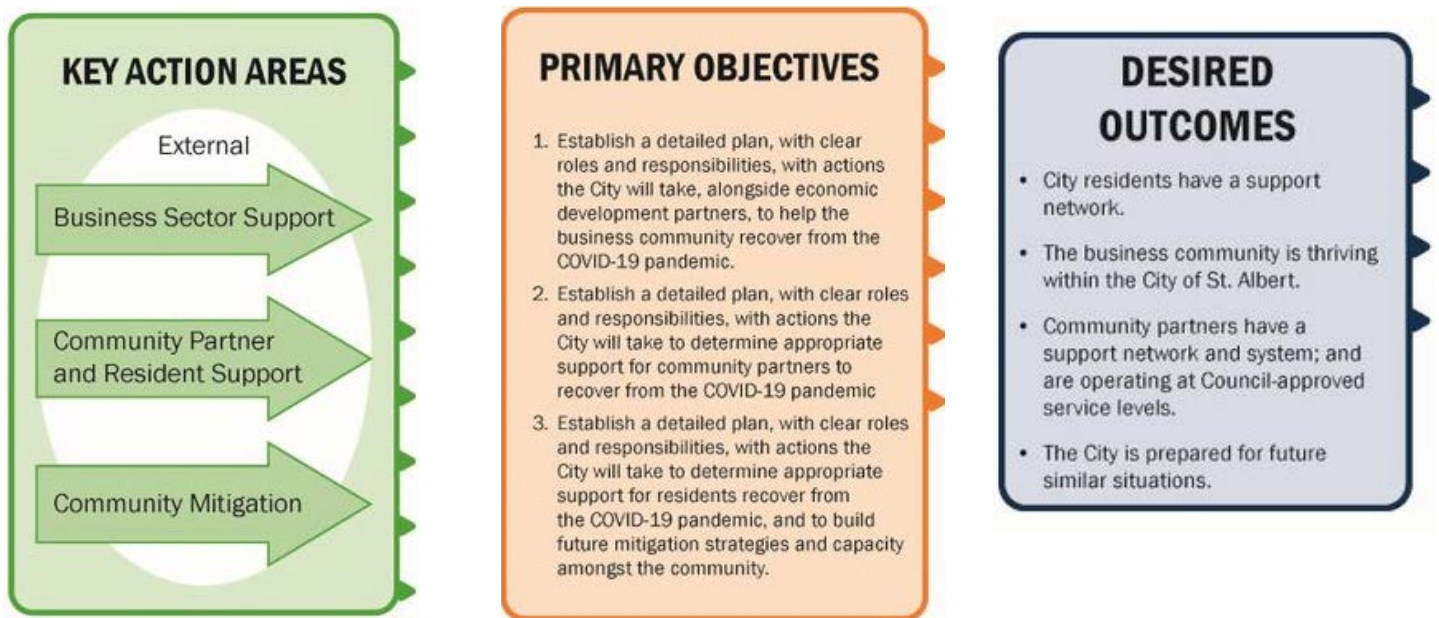 KEY ACTION AREAS
External
Business Sector Support
Community Partner
and Resident Support
Community Mitigation
PRIMARY OBJECTIVES
1. Establish a detailed plan, with clear
roles and responsibilities, with actions
the City will take, alongside economic
development partners, to help the
business community recover from the
COVID-19 pandemic.
2. Establish a detailed plan, with clear roles
and responsibilities, with actions the
City will take to determine appropriate
support for community partners to
recover from the COVID-19 pandemic
3. Establish a detailed plan, with clear roles
and responsibilities, with actions the
City will take to determine appropriate
support for residents recover from
the COVID-19 pandemic, and to build
future mitigation strategies and capacity
amongst the community.
DESIRED
OUTCOMES
• City residents have a support
network.
• The business community is thriving
within the City of St. Albert.
• Community partners have a
support network and system; and
are operating at Council-approved
service levels.
• The City is prepared for future
similar situations.